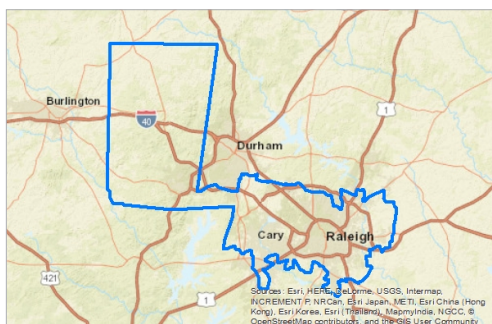 Burlington
40
1
Durham
Cary
Raleigh
421
1
Sources: Esri, HERE, DeLorme, USGS, Intermap,
INCREMENT P, NRCan, Esri Japan, METI, Esri China (Hong
Kong), Esri Korea, Esri (Thailand), MapmyIndia, NGCC, ©
OpenStreetMap contributors, and the GIS User Community